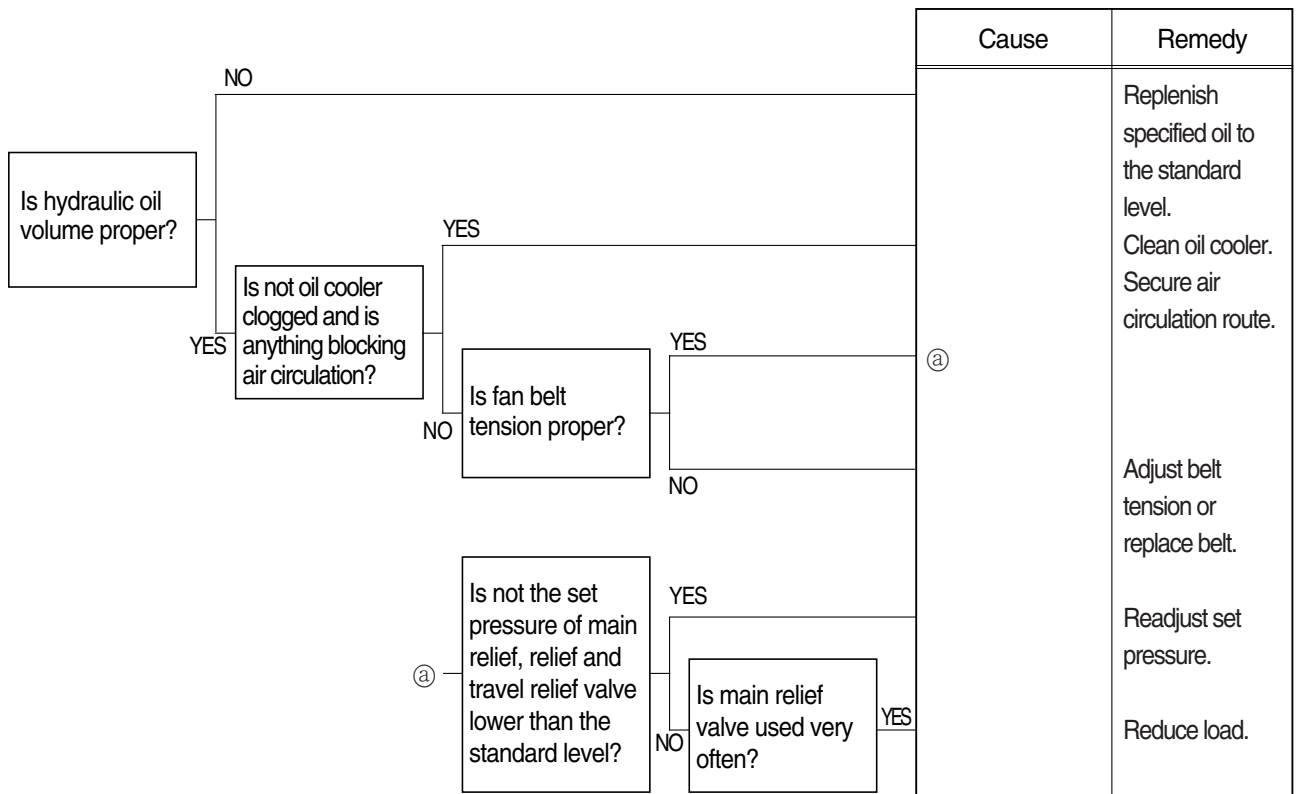 Cause
Remedy
NO
Replenish
specified oil to
the standard
level.
Is hydraulic oil
volume proper?
YES
Clean oil cooler.
Secure air
circulation route.
YES
Is not oil cooler
clogged and is
anything blocking
air circulation?
YES
ⓐ
NO
Is fan belt
tension proper?
NO
Adjust belt
tension or
replace belt.
ⓐ
Is not the set
pressure of main
relief, relief and
travel relief valve
lower than the
standard level?
YES
Readjust set
pressure.
NO
Is main relief
valve used very
often?
YES
Reduce load.